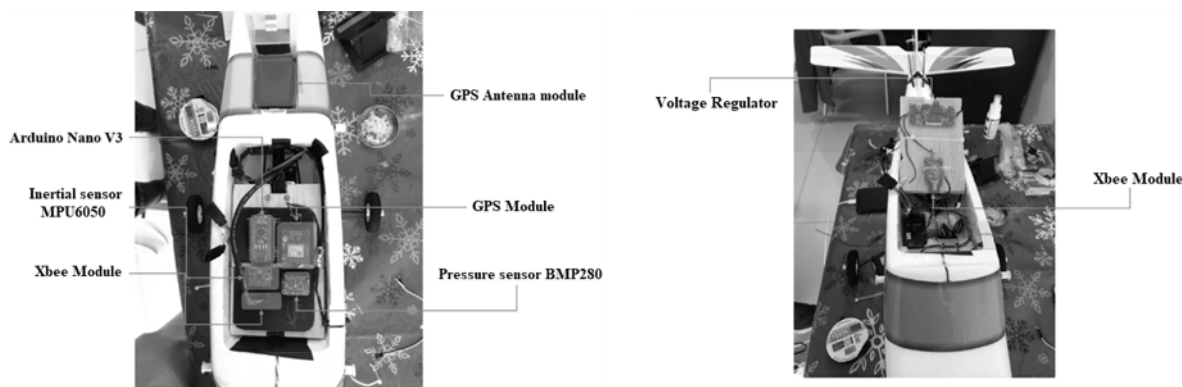 GPS Antenna module
Arduino Nano V3
Inertial sensor
MPU6050
GPS Module
Xbee Module
Pressure sensor BMP280
Voltage Regulator
Xbee Module